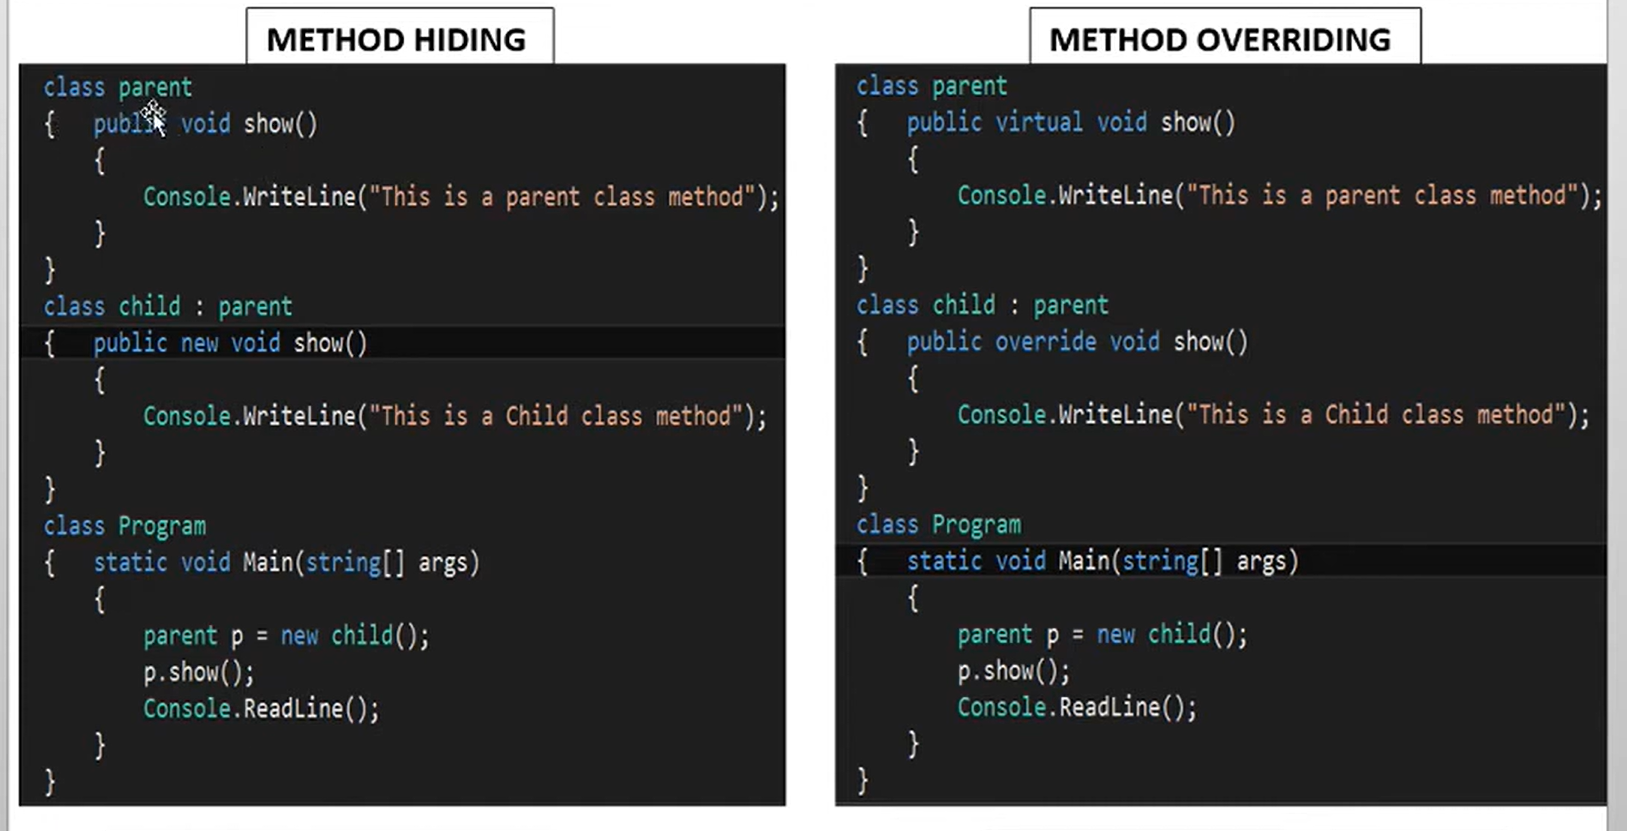 METHOD HIDING
class parent
{   public void show()
    {
        Console.WriteLine("This is a parent class method");
    }
}
class child : parent
{   public new void show()
    {
        Console.WriteLine("This is a Child class method");
    }
}
class Program
{   static void Main(string[] args)
    {
        parent p = new child();
        p.show();
        Console.ReadLine();
    }
}
METHOD OVERRIDING
class parent
{   public virtual void show()
    {
        Console.WriteLine("This is a parent class method");
    }
}
class child : parent
{   public override void show()
    {
        Console.WriteLine("This is a Child class method");
    }
}
class Program
{   static void Main(string[] args)
    {
        parent p = new child();
        p.show();
        Console.ReadLine();
    }
}